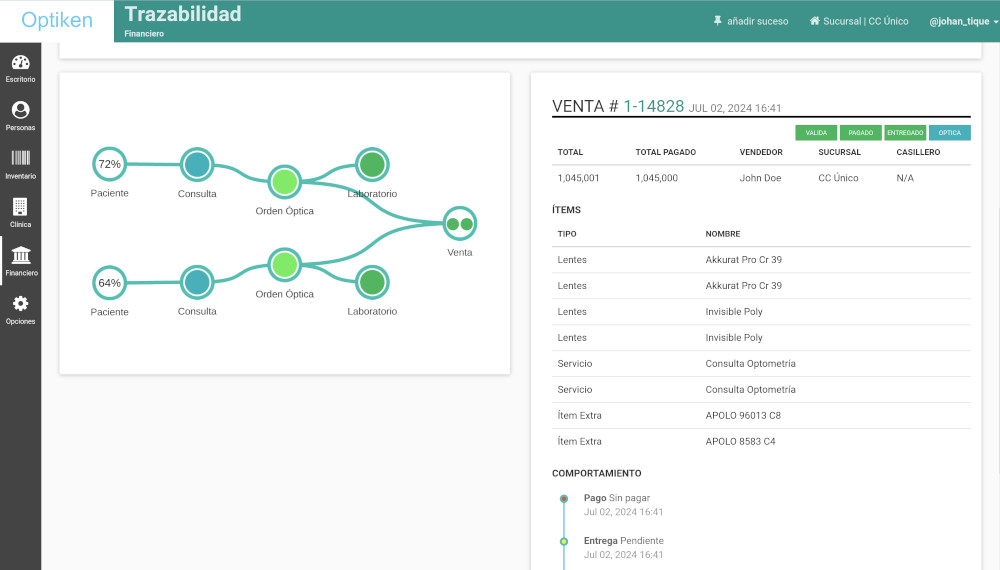 Optiken
Trazabilidad
Financiero
añadir suceso
Sucursal | CC Único
@johan_tique
Escritorio
Personas
Inventario
Clínica
Financiero
Opciones
72%
Paciente
Consulta
Orden Óptica
Laboratorio
Venta
64%
Paciente
Consulta
Orden Óptica
Laboratorio
VENTA # 1-14828 JUL 02, 2024 16:41
VALIDA PAGADO ENTREGADO OPTICA
TOTAL TOTAL PAGADO VENDEDOR SUCURSAL CASILLERO
1,045,001 1,045,000 John Doe CC Único N/A
ÍTEMS
TIPO NOMBRE
Lentes Akkurat Pro Cr 39
Lentes Akkurat Pro Cr 39
Lentes Invisible Poly
Lentes Invisible Poly
Servicio Consulta Optometría
Servicio Consulta Optometría
Ítem Extra APOLO 96013 C8
Ítem Extra APOLO 8583 C4
COMPORTAMIENTO
Pago Sin pagar
Jul 02, 2024 16:41
Entrega Pendiente
Jul 02, 2024 16:41